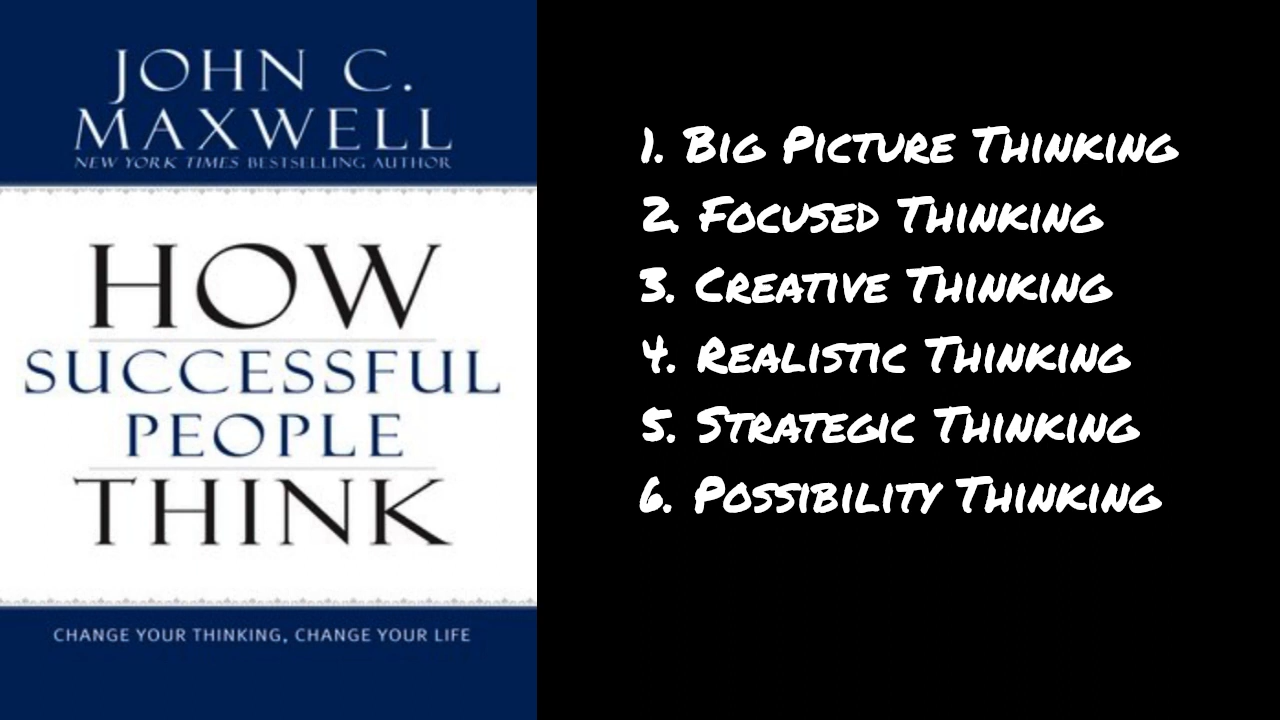 JOHN C.
MAXWELL
NEW YORK TIMES BESTSELLING AUTHOR
HOW
SUCCESSFUL
PEOPLE
THINK
CHANGE YOUR THINKING, CHANGE YOUR LIFE
1. BIG PICTURE THINKING
2. FOCUSED THINKING
3. CREATIVE THINKING
4. REALISTIC THINKING
5. STRATEGIC THINKING
6. POSSIBILITY THINKING